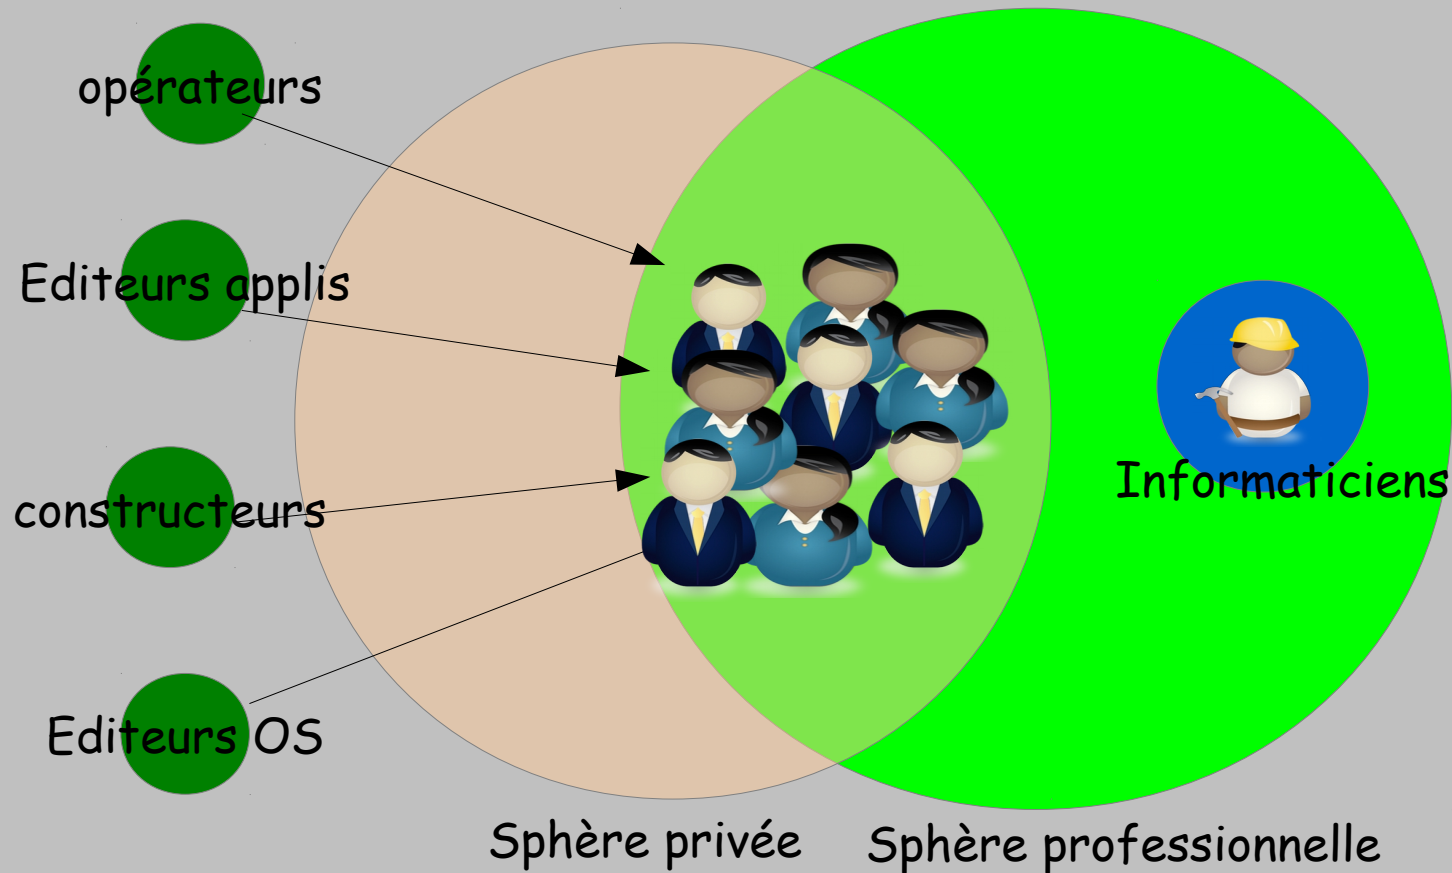 opérateurs
Editeurs applis
constructeurs
Informaticiens
Editeurs OS
Sphère privée
Sphère professionnelle